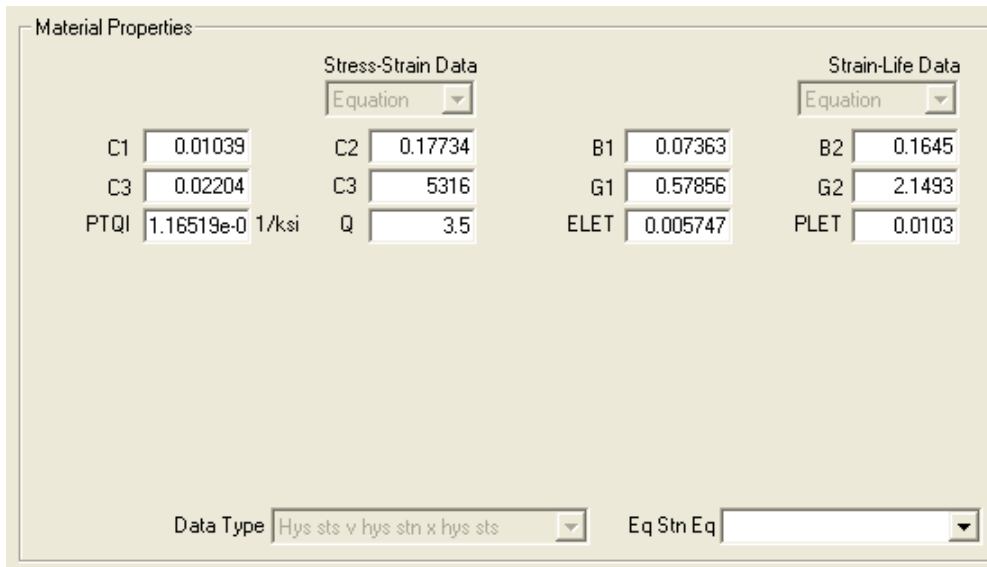 Material Properties
Stress-Strain Data Strain-Life Data
Equation Equation
C1 0.01039 C2 0.17734 B1 0.07363 B2 0.1645
C3 0.02204 C3 5316 G1 0.57856 G2 2.1493
PTQI 1.16519e-0 1/ksi Q 3.5 ELET 0.005747 PLET 0.0103
Data Type Hys sts v hys stn x hys sts Eq Stn Eq